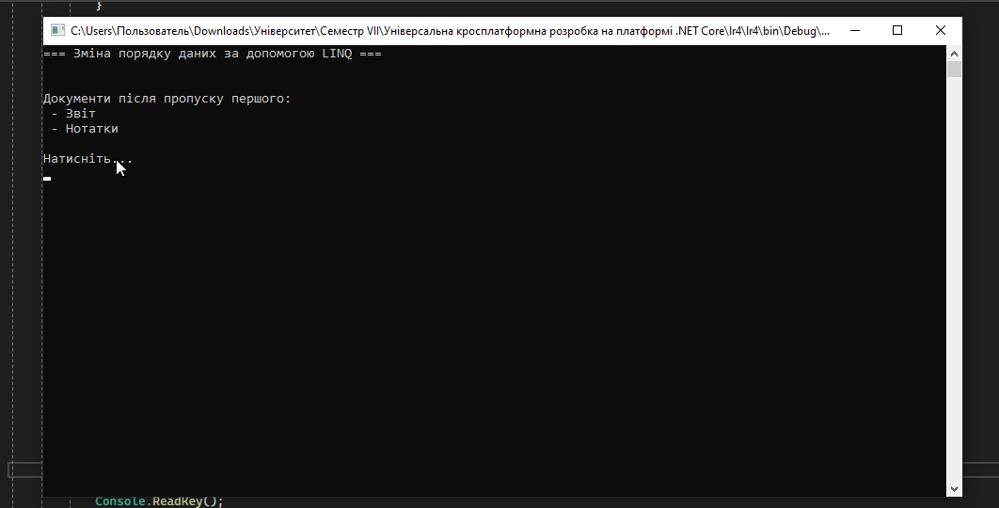 }
C:\Users\Пользователь\Downloads\Університет\Семестр VII\Універсальна кросплатформна розробка на платформі .NET Core\lr4\lr4\bin\Debug\...
=== Зміна порядку даних за допомогою LINQ ===
Документи після пропуску першого:
- Звіт
- Нотатки
Натисніть...
Console.ReadKey();